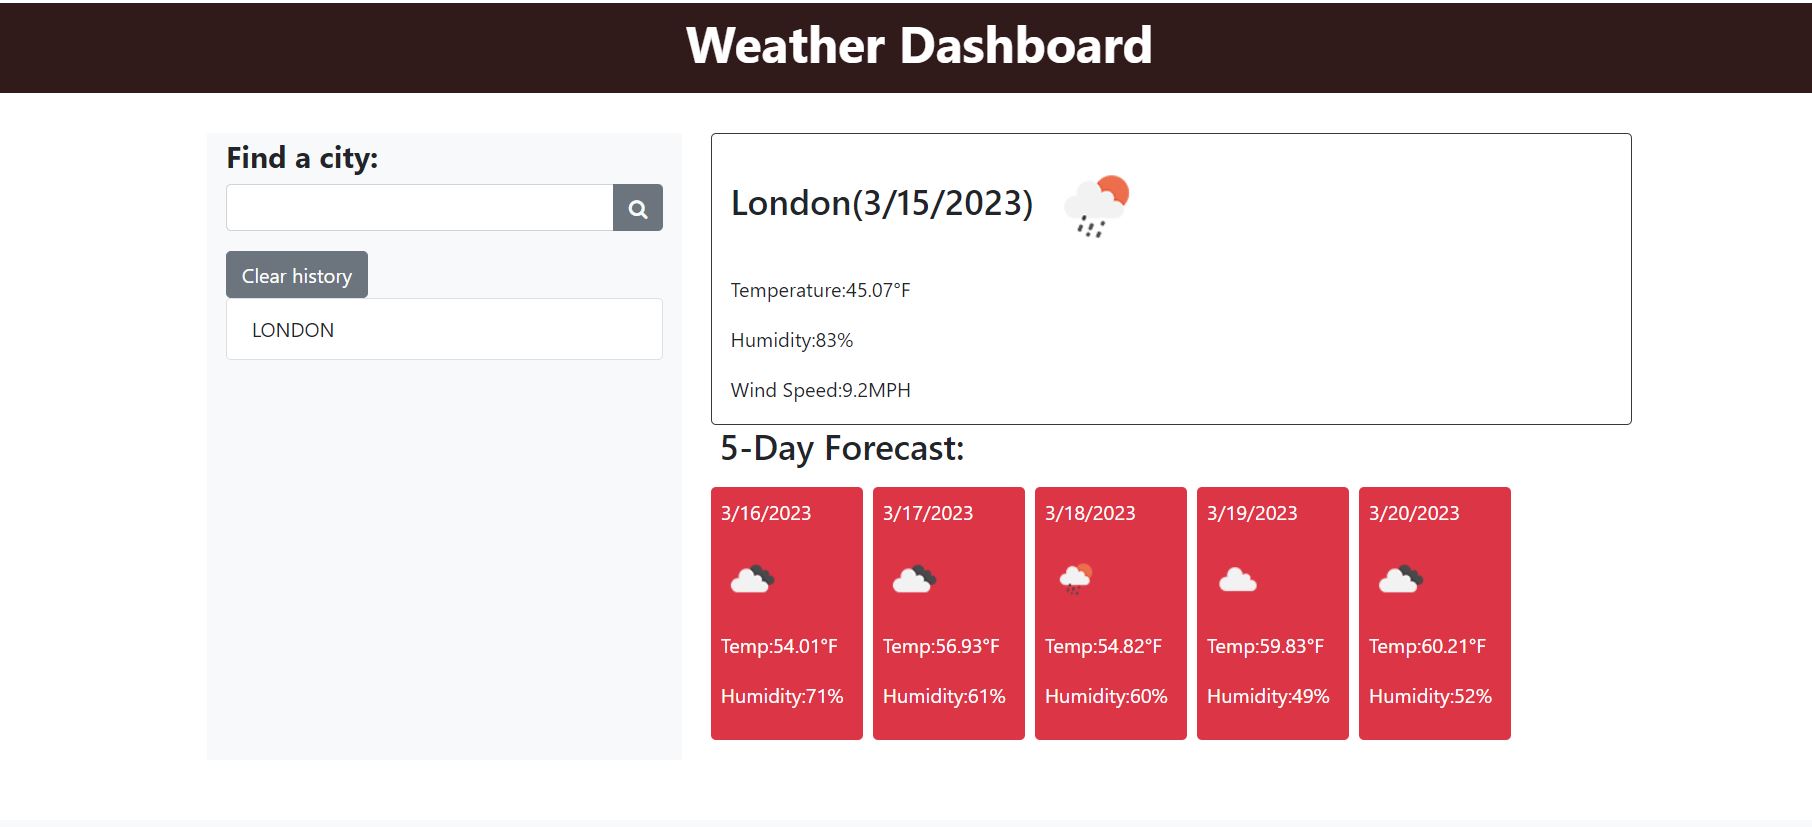 Weather Dashboard
Find a city:
Clear history
LONDON
London(3/15/2023)
Temperature:45.07°F
Humidity:83%
Wind Speed:9.2MPH
5-Day Forecast:
3/16/2023
Temp:54.01°F
Humidity:71%
3/17/2023
Temp:56.93°F
Humidity:61%
3/18/2023
Temp:54.82°F
Humidity:60%
3/19/2023
Temp:59.83°F
Humidity:49%
3/20/2023
Temp:60.21°F
Humidity:52%